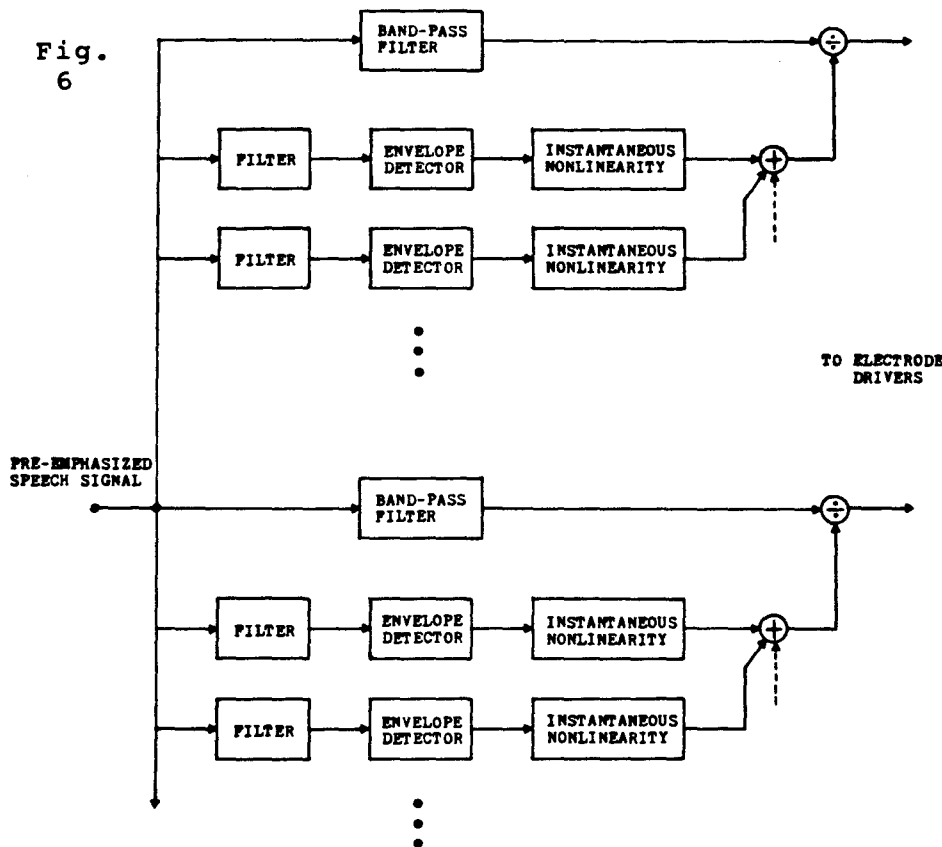 Fig.
6
BAND-PASS
FILTER
÷
FILTER
ENVELOPE
DETECTOR
INSTANTANEOUS
NONLINEARITY
+
FILTER
ENVELOPE
DETECTOR
INSTANTANEOUS
NONLINEARITY
TO ELECTRODE
DRIVERS
PRE-EMPHASIZED
SPEECH SIGNAL
BAND-PASS
FILTER
÷
FILTER
ENVELOPE
DETECTOR
INSTANTANEOUS
NONLINEARITY
+
FILTER
ENVELOPE
DETECTOR
INSTANTANEOUS
NONLINEARITY